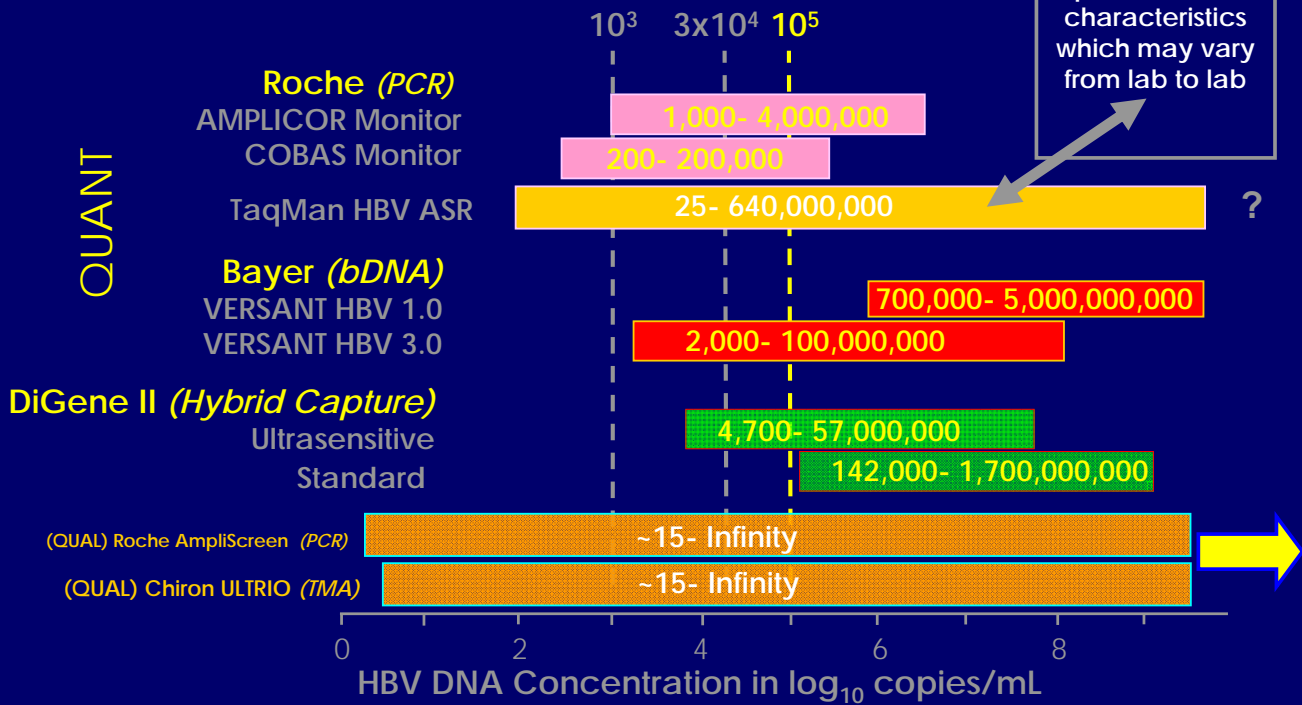 characteristics
which may vary
from lab to lab
10³ 3x10⁴ 10⁵
QUANT
Roche (PCR)
AMPLICOR Monitor 1,000- 4,000,000
COBAS Monitor 200- 200,000
TaqMan HBV ASR 25- 640,000,000 ?
Bayer (bDNA)
VERSANT HBV 1.0 700,000- 5,000,000,000
VERSANT HBV 3.0 2,000- 100,000,000
DiGene II (Hybrid Capture)
Ultrasensitive 4,700- 57,000,000
Standard 142,000- 1,700,000,000
(QUAL) Roche AmpliScreen (PCR) ~15- Infinity
(QUAL) Chiron ULTRIO (TMA) ~15- Infinity
0 2 4 6 8
HBV DNA Concentration in log₁₀ copies/mL